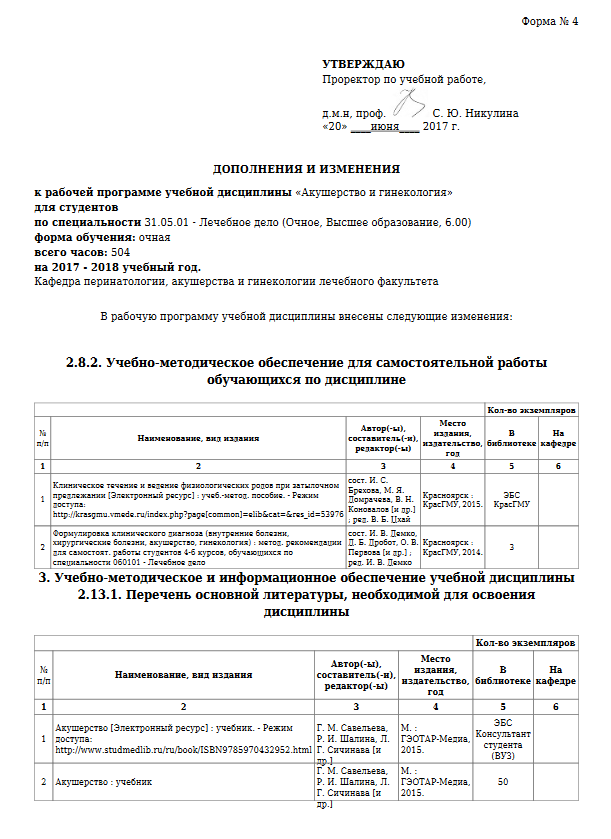 Форма № 4
УТВЕРЖДАЮ
Проректор по учебной работе,
д.м.н, проф. С. Ю. Никулина
«20» ____июня____ 2017 г.
ДОПОЛНЕНИЯ И ИЗМЕНЕНИЯ
к рабочей программе учебной дисциплины «Акушерство и гинекология»
для студентов
по специальности 31.05.01 - Лечебное дело (Очное, Высшее образование, 6.00)
форма обучения: очная
всего часов: 504
на 2017 - 2018 учебный год.
Кафедра перинатологии, акушерства и гинекологии лечебного факультета
В рабочую программу учебной дисциплины внесены следующие изменения:
2.8.2. Учебно-методическое обеспечение для самостоятельной работы
обучающихся по дисциплине
Кол-во экземпляров
№
п/п
Наименование, вид издания
Автор(-ы),
составитель(-и),
редактор(-ы)
Место
издания,
издательство,
год
В
библиотеке
На
кафедре
1 2 3 4 5 6
1
Клиническое течение и ведение физиологических родов при затылочном
предлежании [Электронный ресурс] : учеб.-метод. пособие. - Режим
доступа:
http://krasgmu.vmede.ru/index.php?page[common]=elib&cat=&res_id=53976
сост. И. С.
Брехова, М. Я.
Домрачева, В. Н.
Коновалов [и др.]
; ред. В. Б. Цхай
Красноярск :
КрасГМУ, 2015.
ЭБС
КрасГМУ
2
Формулировка клинического диагноза (внутренние болезни,
хирургические болезни, акушерство, гинекология) : метод. рекомендации
для самостоят. работы студентов 4-6 курсов, обучающихся по
специальности 060101 - Лечебное дело
сост. И. В. Демко,
Д. Б. Дробот, О. В.
Первова [и др.] ;
ред. И. В. Демко
Красноярск :
КрасГМУ, 2014.
3
3. Учебно-методическое и информационное обеспечение учебной дисциплины
2.13.1. Перечень основной литературы, необходимой для освоения
дисциплины
Кол-во экземпляров
№
п/п
Наименование, вид издания
Автор(-ы),
составитель(-и),
редактор(-ы)
Место
издания,
издательство,
год
В
библиотеке
На
кафедре
1 2 3 4 5 6
1
Акушерство [Электронный ресурс] : учебник. - Режим
доступа:
http://www.studmedlib.ru/ru/book/ISBN9785970432952.html
Г. М. Савельева,
Р. И. Шалина, Л.
Г. Сичинава [и
др.]
М. :
ГЭОТАР-Медиа,
2015.
ЭБС
Консультант
студента
(ВУЗ)
2
Акушерство : учебник
Г. М. Савельева,
Р. И. Шалина, Л.
Г. Сичинава [и
др.]
М. :
ГЭОТАР-Медиа,
2015.
50